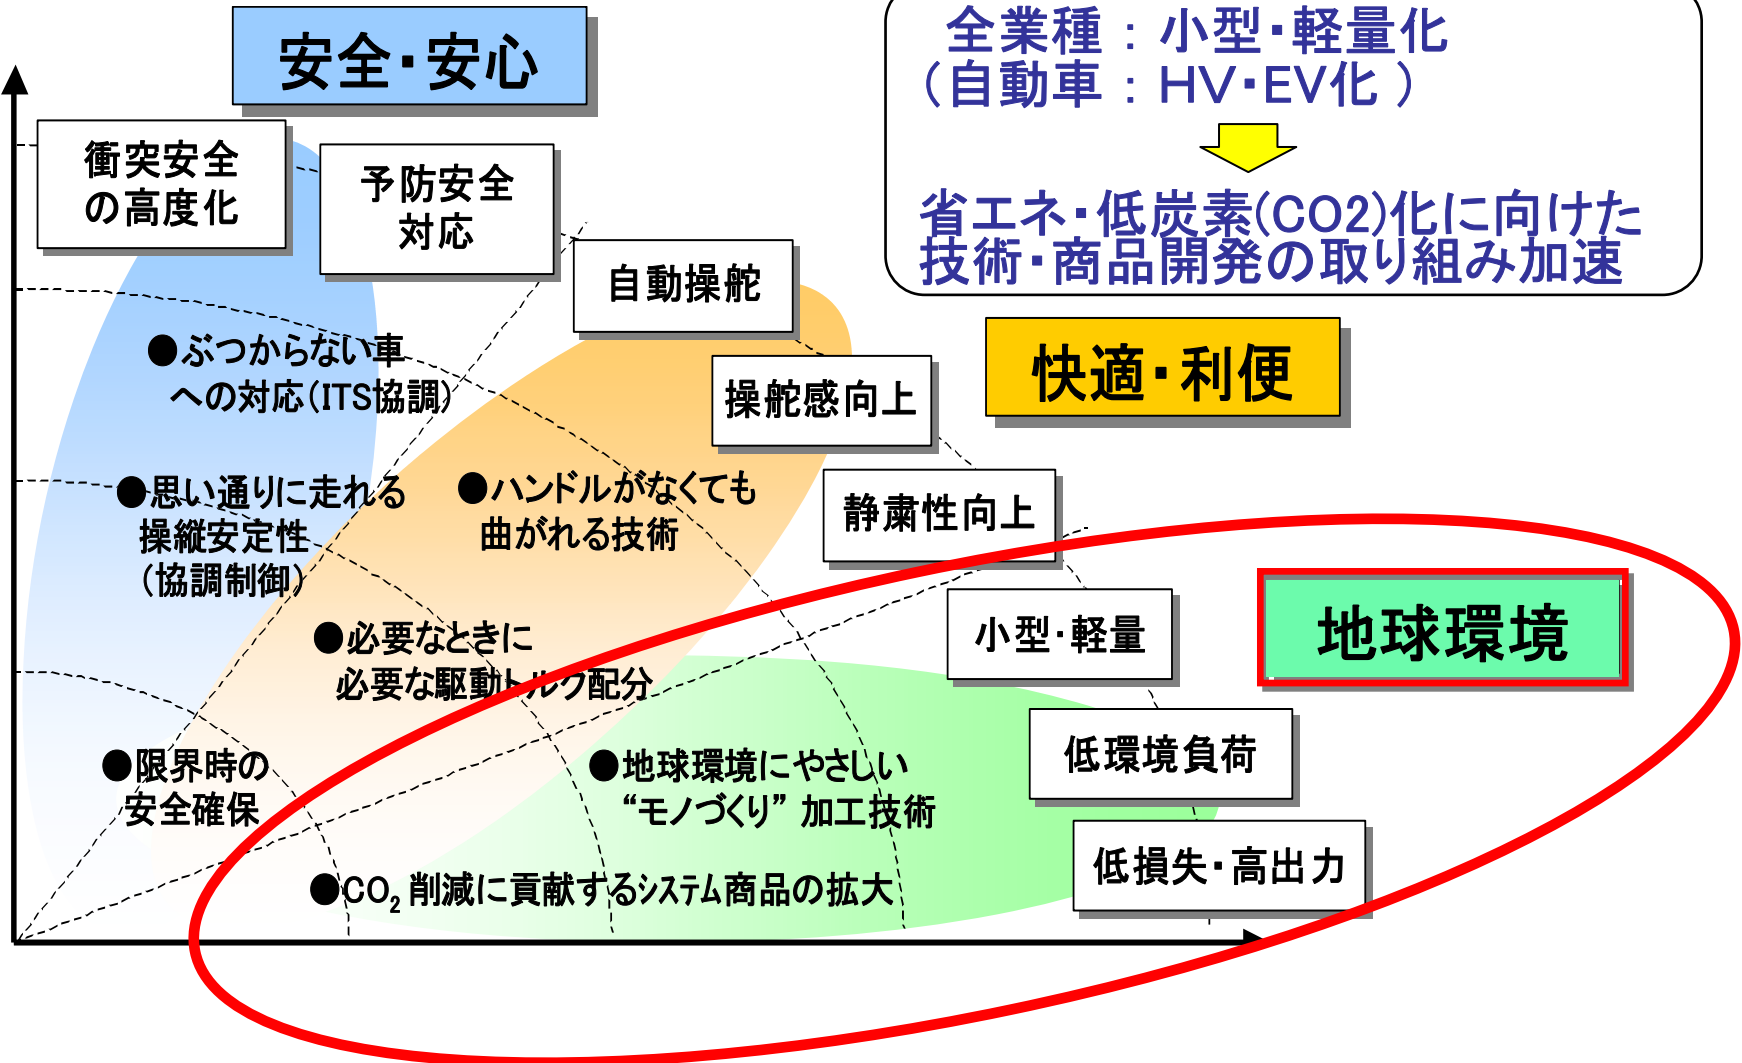 安全・安心
全業種：小型・軽量化
（自動車：HV・EV化）
省エネ・低炭素(CO2)化に向けた
技術・商品開発の取り組み加速
衝突安全
の高度化
予防安全
対応
自動操舵
操舵感向上
静粛性向上
快適・利便
●ぶつからない車
への対応(ITS協調)
●思い通りに走れる
操縦安定性
（協調制御）
●ハンドルがなくても
曲がれる技術
●必要なときに
必要な駆動トルク配分
●限界時の
安全確保
小型・軽量
地球環境
低環境負荷
低損失・高出力
●地球環境にやさしい
“モノづくり” 加工技術
●CO₂ 削減に貢献するシステム商品の拡大